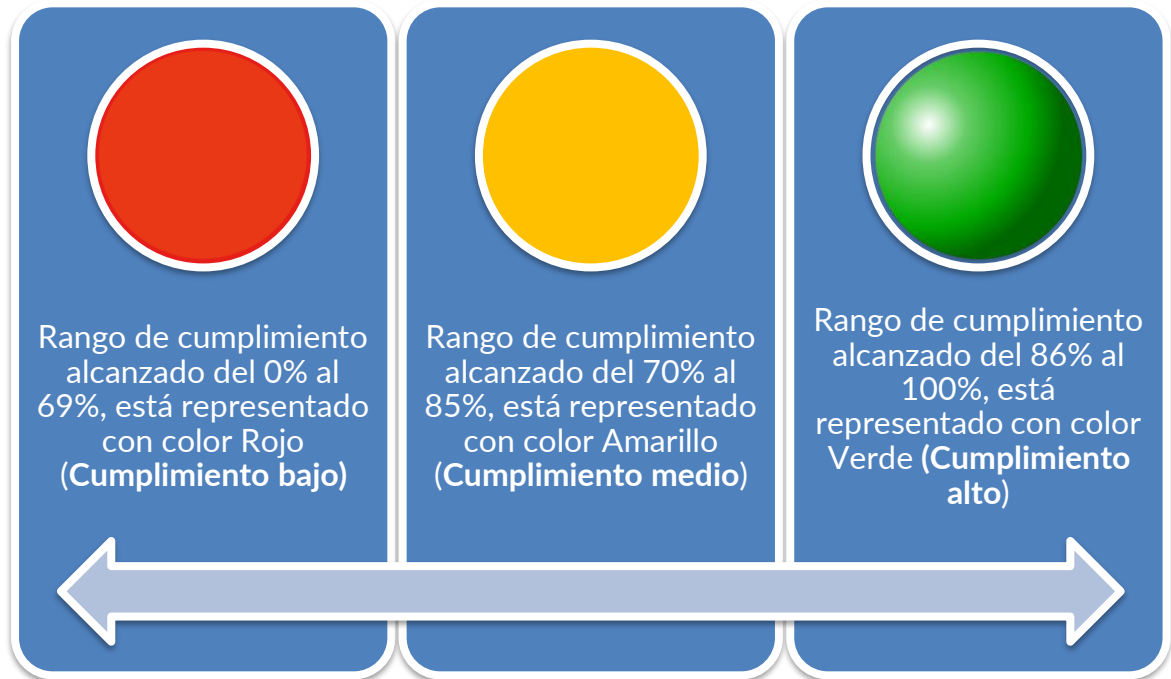 Rango de cumplimiento
alcanzado del 0% al
69%, está representado
con color Rojo
(Cumplimiento bajo)
Rango de cumplimiento
alcanzado del 70% al
85%, está representado
con color Amarillo
(Cumplimiento medio)
Rango de cumplimiento
alcanzado del 86% al
100%, está
representado con color
Verde (Cumplimiento
alto)